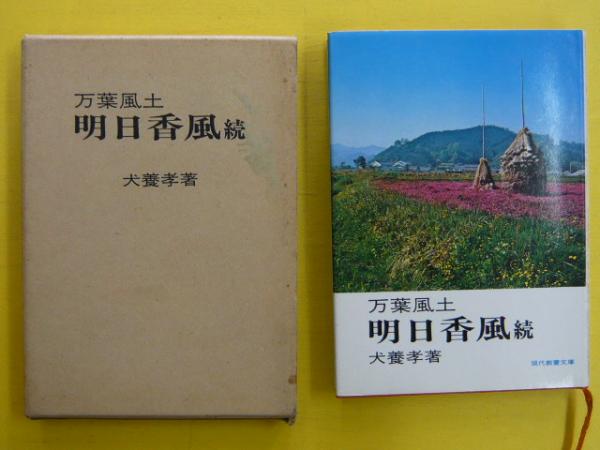 万葉風土
明日香風続
犬養孝著
万葉風土
明日香風続
犬養孝著
現代教養文庫